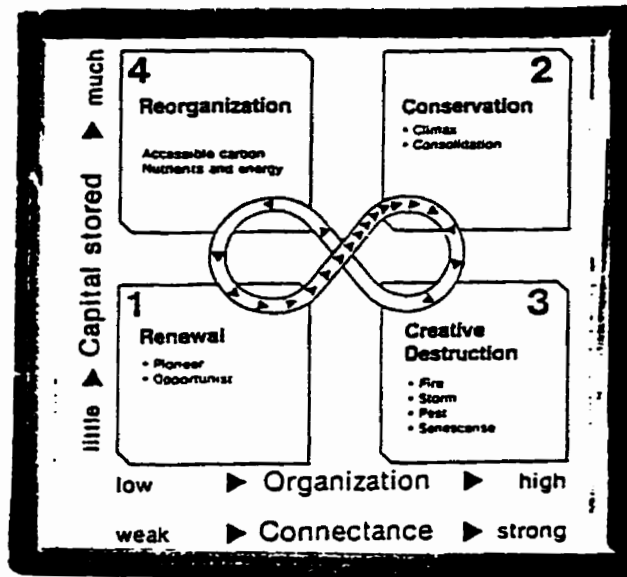 4
Reorganization
Accessible carbon
Nutrients and energy
2
Conservation
• Climax
• Consolidation
1
Renewal
• Pioneer
• Opportunist
3
Creative
Destruction
• Fire
• Storm
• Pest
• Senescense
little ▶ Capital stored ▶ much
low ▶ Organization ▶ high
weak ▶ Connectance ▶ strong